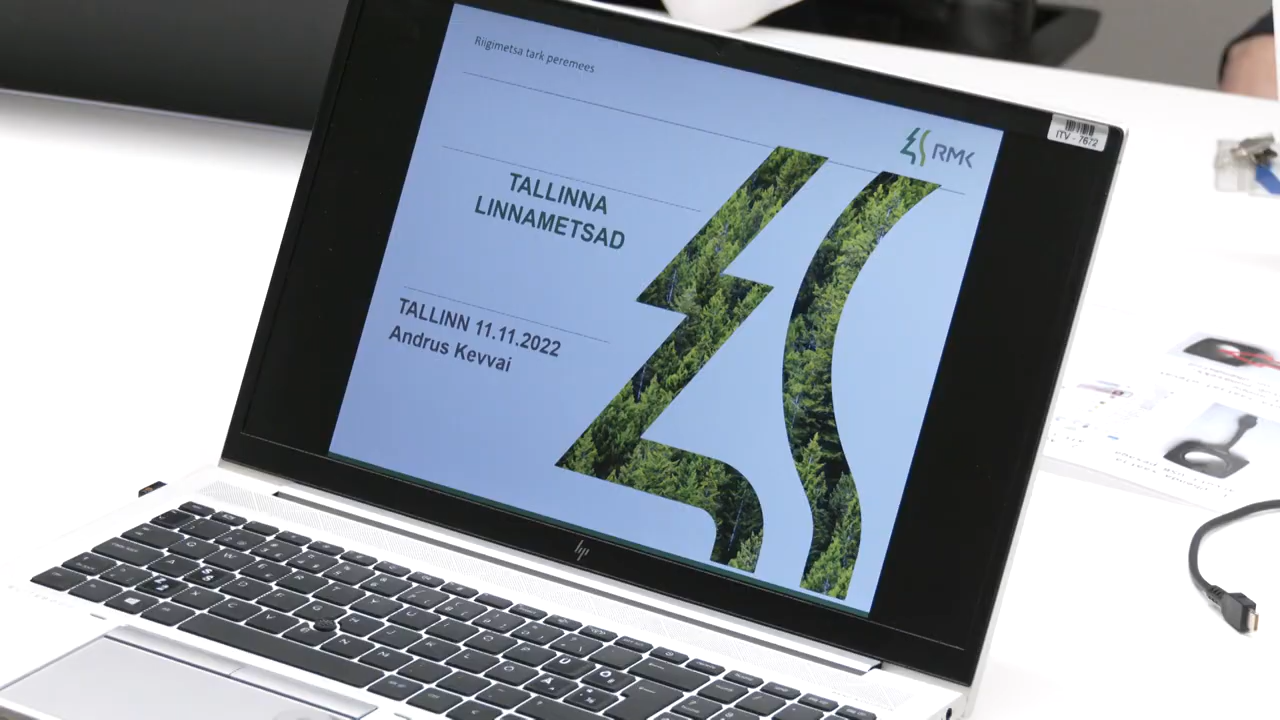 Riigimetsa tark peremees
RMK
ITV - 7672
TALLINNA
LINNAMETSAD
TALLINN 11.11.2022
Andrus Kevvai
hp